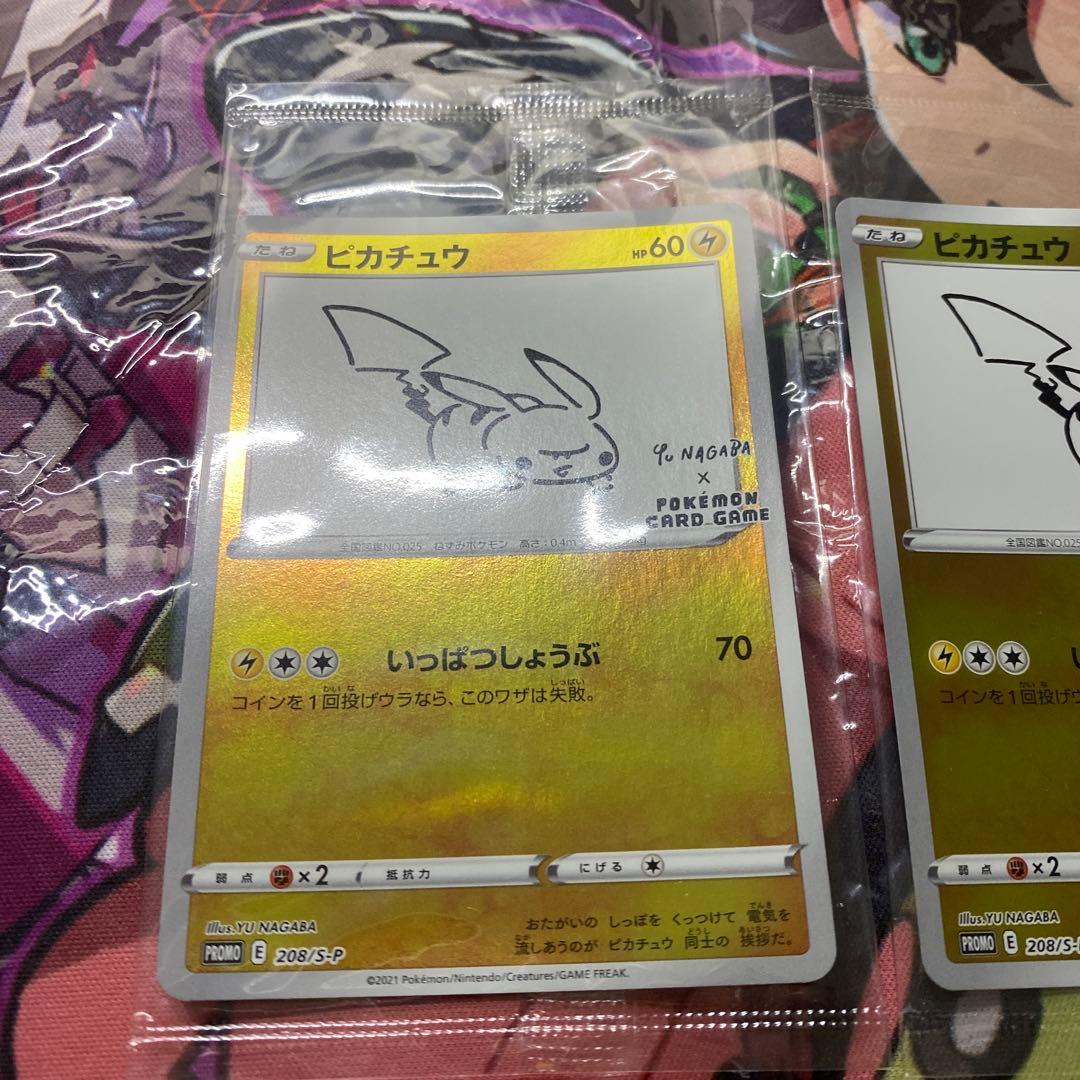 たね ピカチュウ HP60
YU NAGABA
×
POKÉMON
CARD GAME
全国図鑑NO.025 ねずみポケモン 高さ:0.4m kg
いっぱつしょうぶ 70
コインを1回投げウラなら、このワザは失敗。
弱点 ×2 抵抗力 にげる
Illus.YU NAGABA
PROMO E 208/S-P
おたがいの しっぽを くっつけて 電気を
流しあうのが ピカチュウ 同士の 挨拶だ。
©2021 Pokémon/Nintendo/Creatures/GAME FREAK.
たね ピカチュウ
全国図鑑NO.025
コインを1回投げ
弱点 ×2
Illus.YU NAGABA
PROMO E 208/S-P